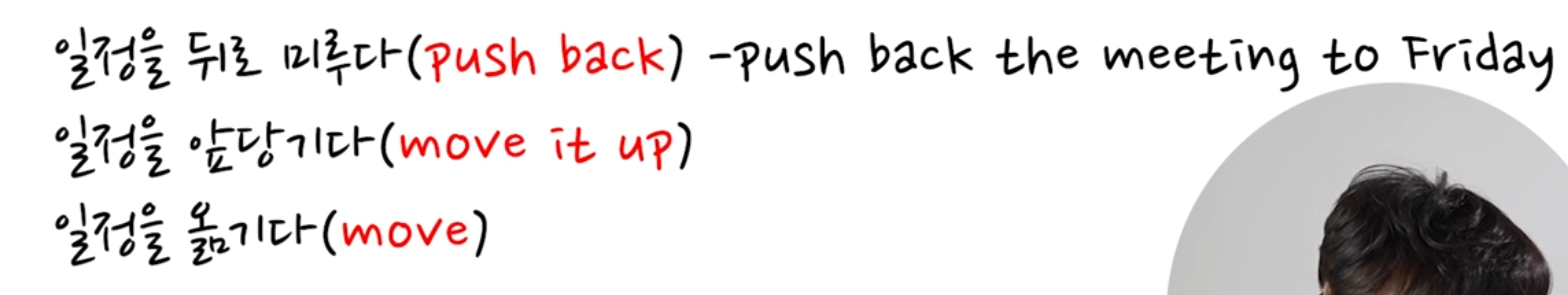 일정을 뒤로 미루다(push back) -push back the meeting to Friday
일정을 앞당기다(move it up)
일정을 옮기다(move)